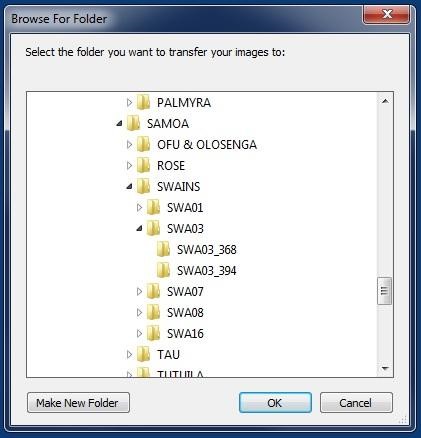 Browse For Folder
Select the folder you want to transfer your images to:
PALMYRA
SAMOA
OFU & OLOSENGA
ROSE
SWAINS
SWA01
SWA03
SWA03_368
SWA03_394
SWA07
SWA08
SWA16
TAU
TUTUILA
Make New Folder
OK
Cancel